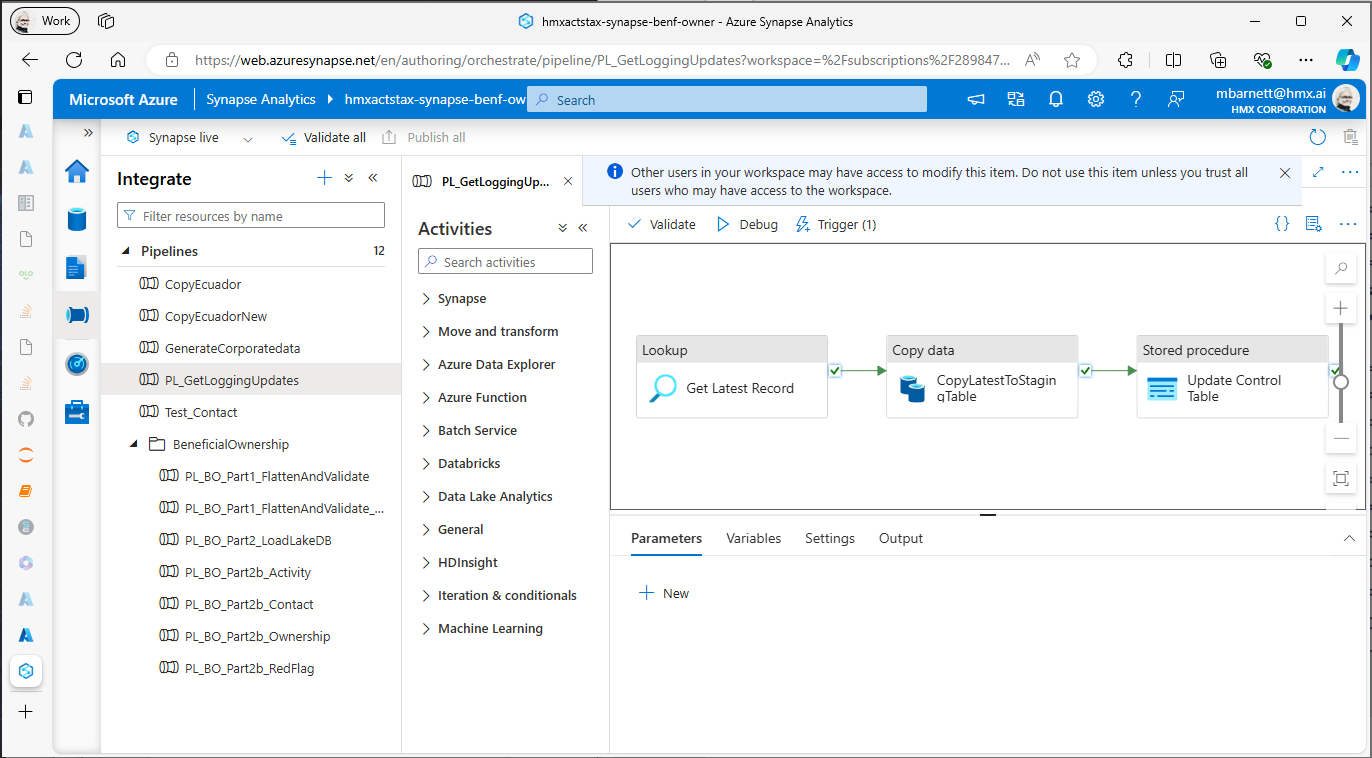 Work
hmxactstax-synapse-benf-owner - Azure Synapse Analytics
https://web.azuresynapse.net/en/authoring/orchestrate/pipeline/PL_GetLoggingUpdates?workspace=%2Fsubscriptions%2F289847...
Microsoft Azure
Synapse Analytics
hmxactstax-synapse-benf-ow
Search
mbarnett@hmx.ai
HMX CORPORATION
Synapse live
Validate all
Publish all
Integrate
Filter resources by name
Pipelines
12
CopyEcuador
CopyEcuadorNew
GenerateCorporatedata
PL_GetLoggingUpdates
Test_Contact
BeneficialOwnership
PL_BO_Part1_FlattenAndValidate
PL_BO_Part1_FlattenAndValidate_...
PL_BO_Part2_LoadLakeDB
PL_BO_Part2b_Activity
PL_BO_Part2b_Contact
PL_BO_Part2b_Ownership
PL_BO_Part2b_RedFlag
PL_GetLoggingUp...
Other users in your workspace may have access to modify this item. Do not use this item unless you trust all
users who may have access to the workspace.
Activities
Search activities
Synapse
Move and transform
Azure Data Explorer
Azure Function
Batch Service
Databricks
Data Lake Analytics
General
HDInsight
Iteration & conditionals
Machine Learning
Validate
Debug
Trigger (1)
Lookup
Get Latest Record
Copy data
CopyLatestToStagin
gTable
Stored procedure
Update Control
Table
Parameters
Variables
Settings
Output
New